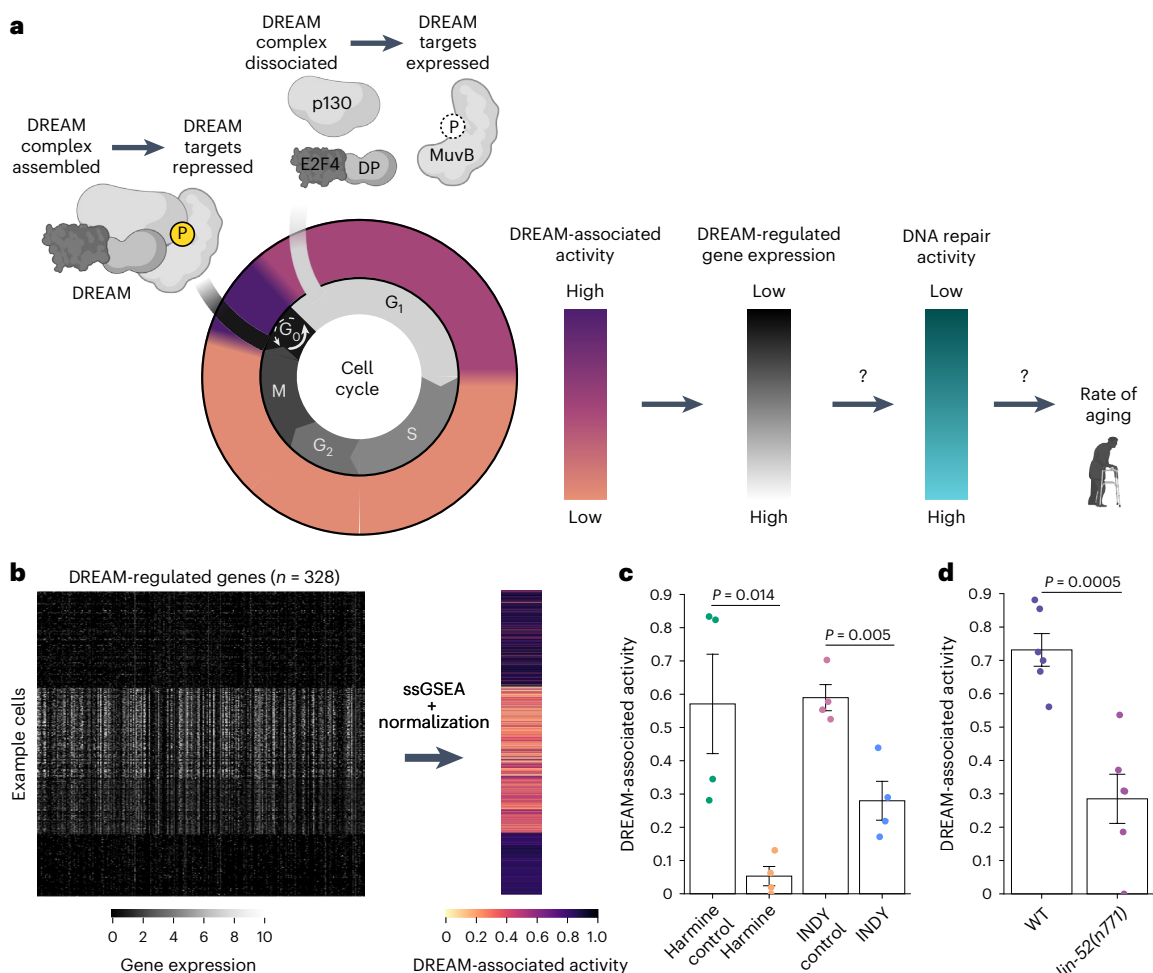 a
DREAM
complex
dissociated
DREAM
targets
expressed
p130
E2F4
DP
P
MuvB
DREAM
complex
assembled
DREAM
targets
repressed
P
DREAM
G0
G1
S
G2
M
Cell
cycle
DREAM-associated
activity
High
Low
DREAM-regulated
gene expression
Low
High
?
DNA repair
activity
Low
High
?
Rate of
aging
b
DREAM-regulated genes (n = 328)
Example cells
ssGSEA
+
normalization
0 2 4 6 8 10
Gene expression
0 0.2 0.4 0.6 0.8 1.0
DREAM-associated activity
c
DREAM-associated activity
0.9
0.8
0.7
0.6
0.5
0.4
0.3
0.2
0.1
0
P = 0.014
P = 0.005
Harmine
control
Harmine
INDY
control
INDY
d
DREAM-associated activity
0.9
0.8
0.7
0.6
0.5
0.4
0.3
0.2
0.1
0
P = 0.0005
WT
lin-52(n771)